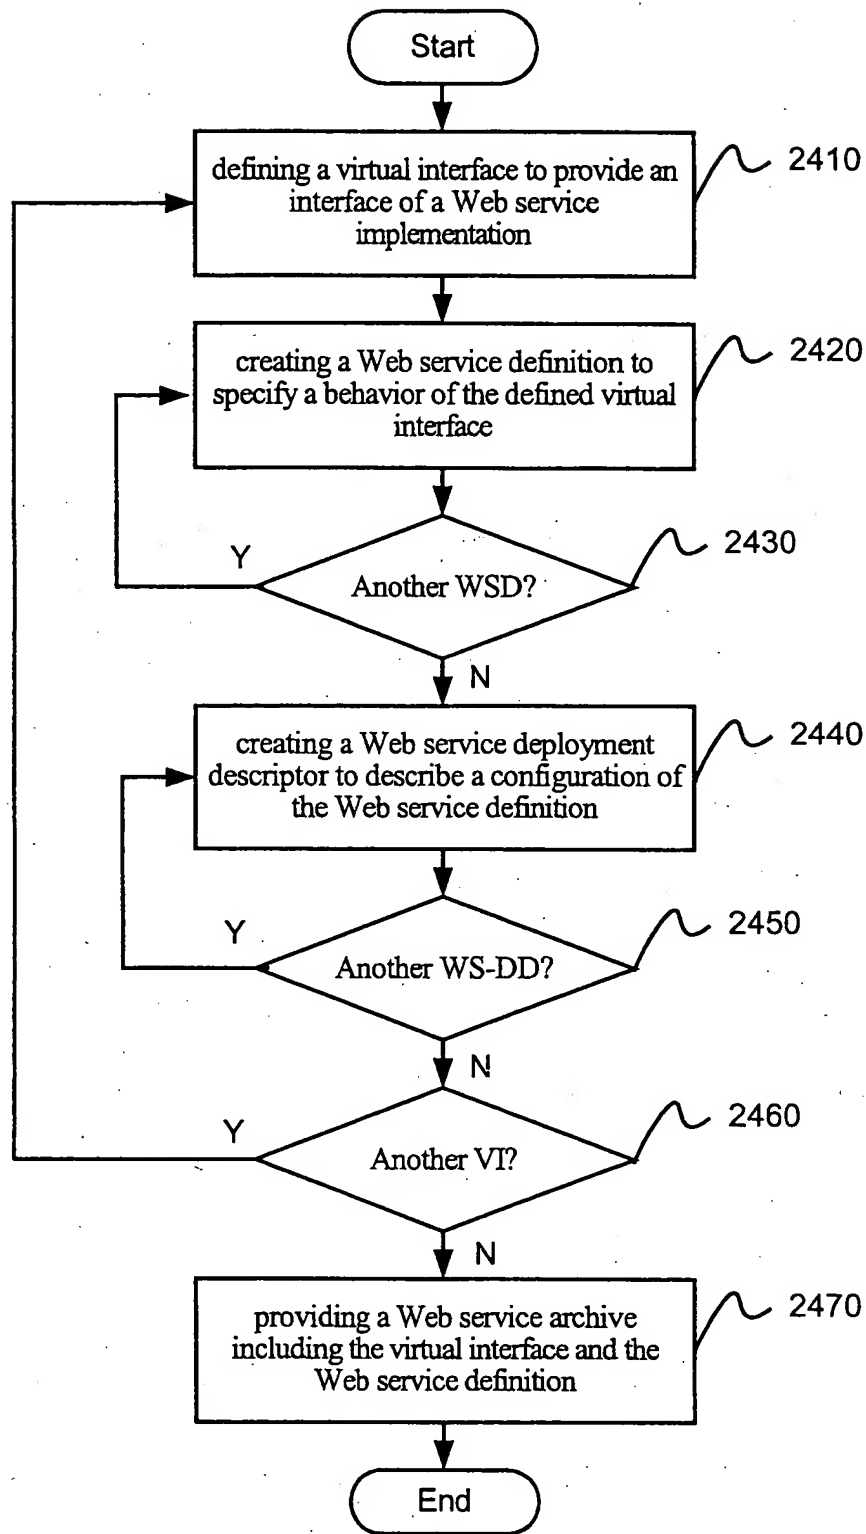 Start
defining a virtual interface to provide an
interface of a Web service
implementation
2410
creating a Web service definition to
specify a behavior of the defined virtual
interface
2420
Another WSD?
2430
Y
N
creating a Web service deployment
descriptor to describe a configuration of
the Web service definition
2440
Another WS-DD?
2450
Y
N
Another VI?
2460
Y
N
providing a Web service archive
including the virtual interface and the
Web service definition
2470
End